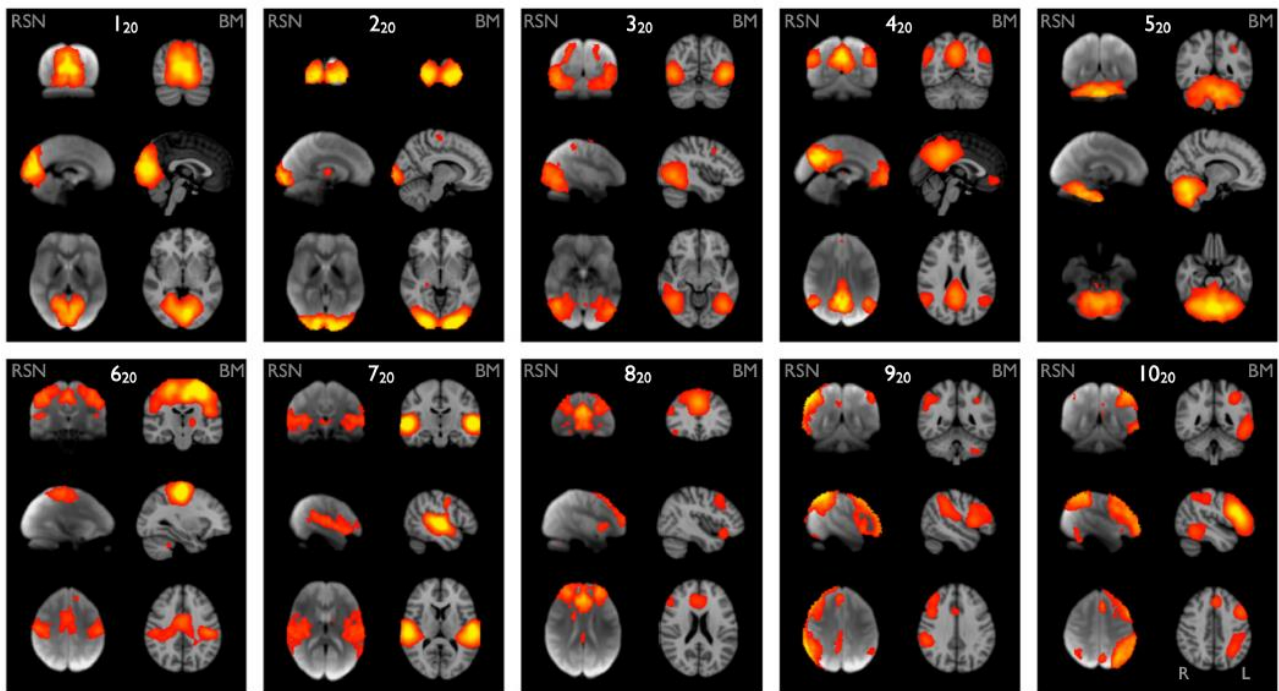 RSN 1₂₀ BM
RSN 2₂₀ BM
RSN 3₂₀ BM
RSN 4₂₀ BM
RSN 5₂₀ BM
RSN 6₂₀ BM
RSN 7₂₀ BM
RSN 8₂₀ BM
RSN 9₂₀ BM
RSN 10₂₀ BM
R L